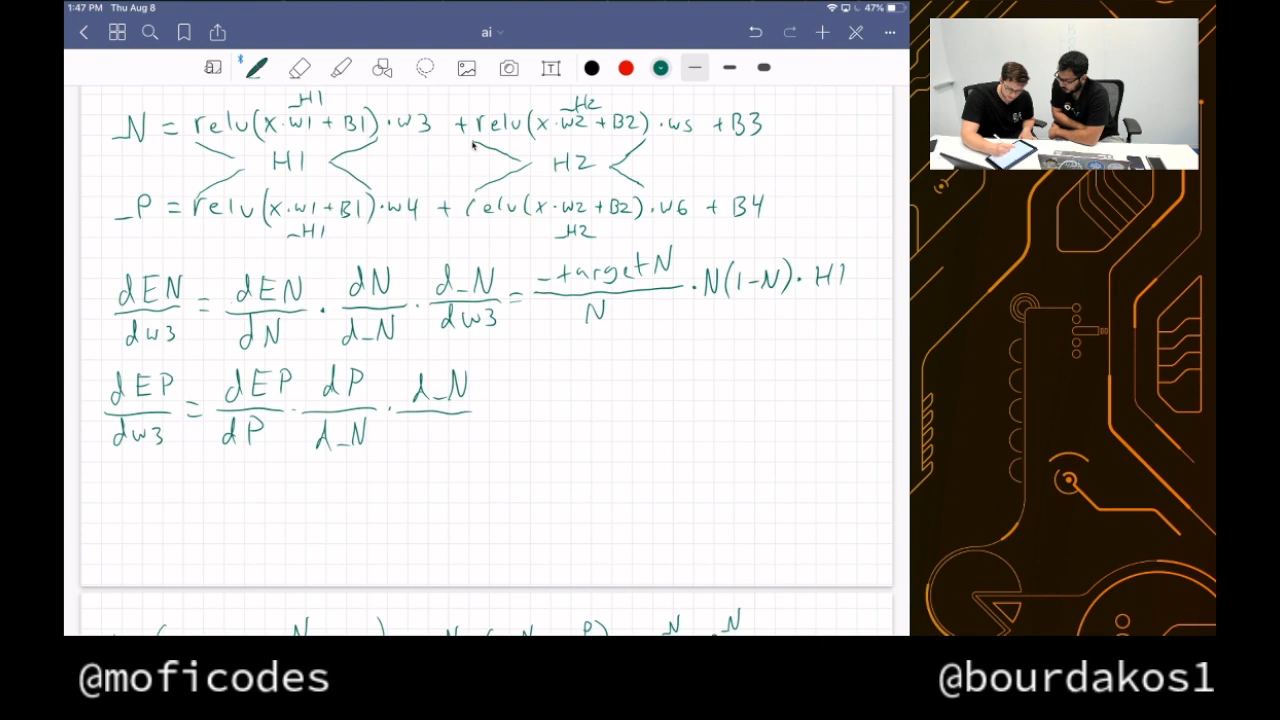 1:47 PM Thu Aug 8 47%
ai
_H1 _H2
_N = relu(x·w1 + B1)·w3 + relu(x·w2 + B2)·w5 + B3
H1 H2
_P = relu(x·w1 + B1)·w4 + relu(x·w2 + B2)·w6 + B4
_H1 _H2
dEN/dw3 = dEN/dN · dN/d_N · d_N/dw3 = -targetN/N · N(1-N)· H1
dEP/dw3 = dEP/dP · dP/d_N · d_N
@moficodes @bourdakos1